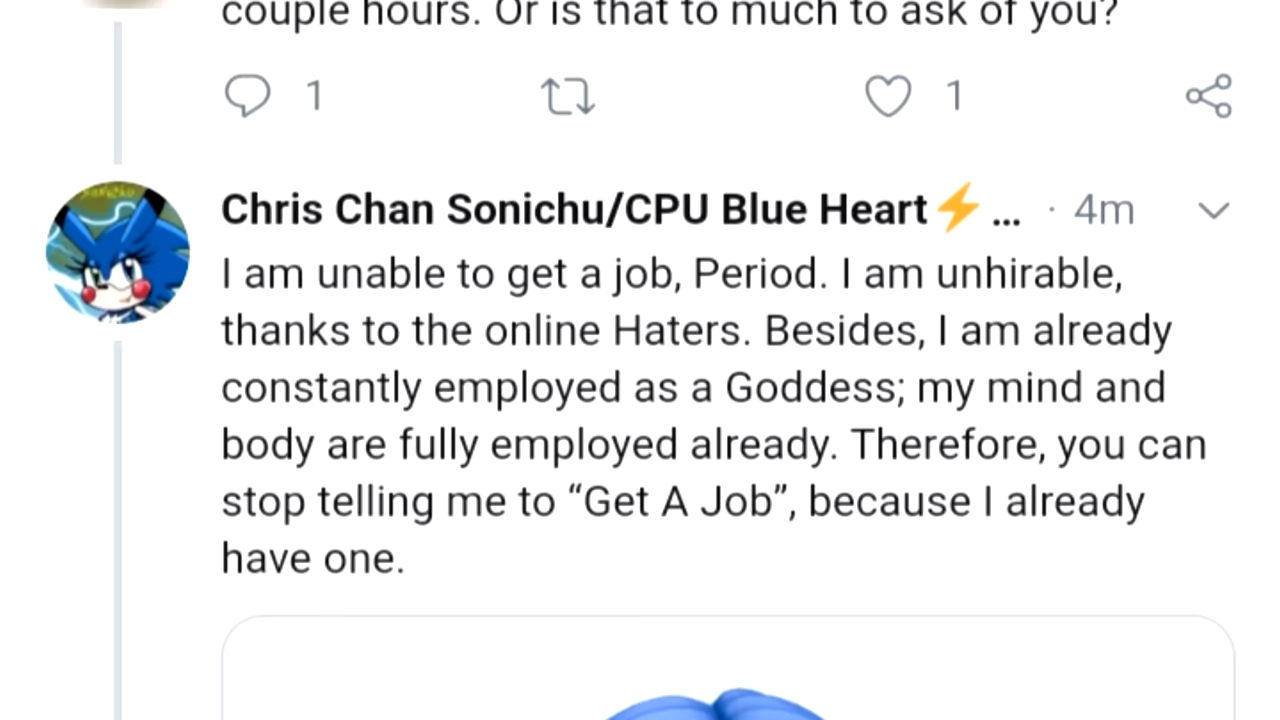 couple hours. Or is that to much to ask of you?
1 1
Chris Chan Sonichu/CPU Blue Heart⚡... · 4m
I am unable to get a job, Period. I am unhirable,
thanks to the online Haters. Besides, I am already
constantly employed as a Goddess; my mind and
body are fully employed already. Therefore, you can
stop telling me to “Get A Job”, because I already
have one.